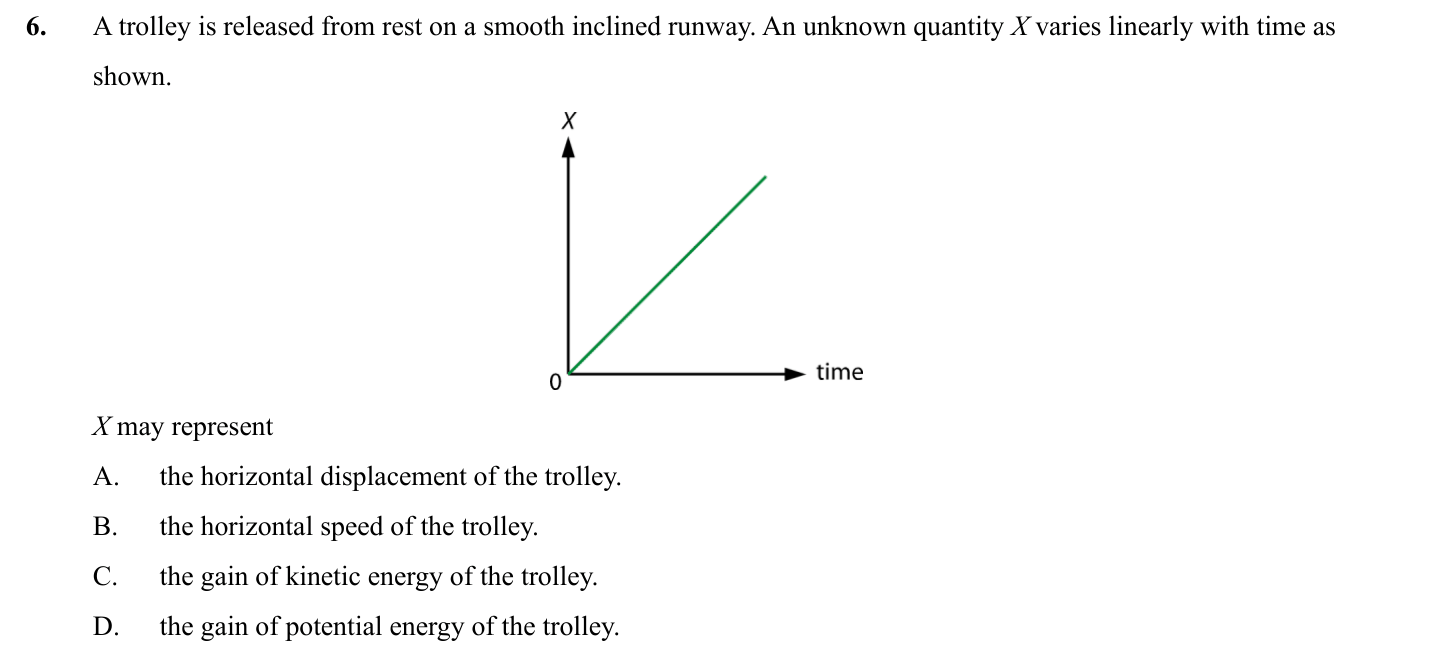 6. A trolley is released from rest on a smooth inclined runway. An unknown quantity X varies linearly with time as
shown.
X
0
time
X may represent
A. the horizontal displacement of the trolley.
B. the horizontal speed of the trolley.
C. the gain of kinetic energy of the trolley.
D. the gain of potential energy of the trolley.